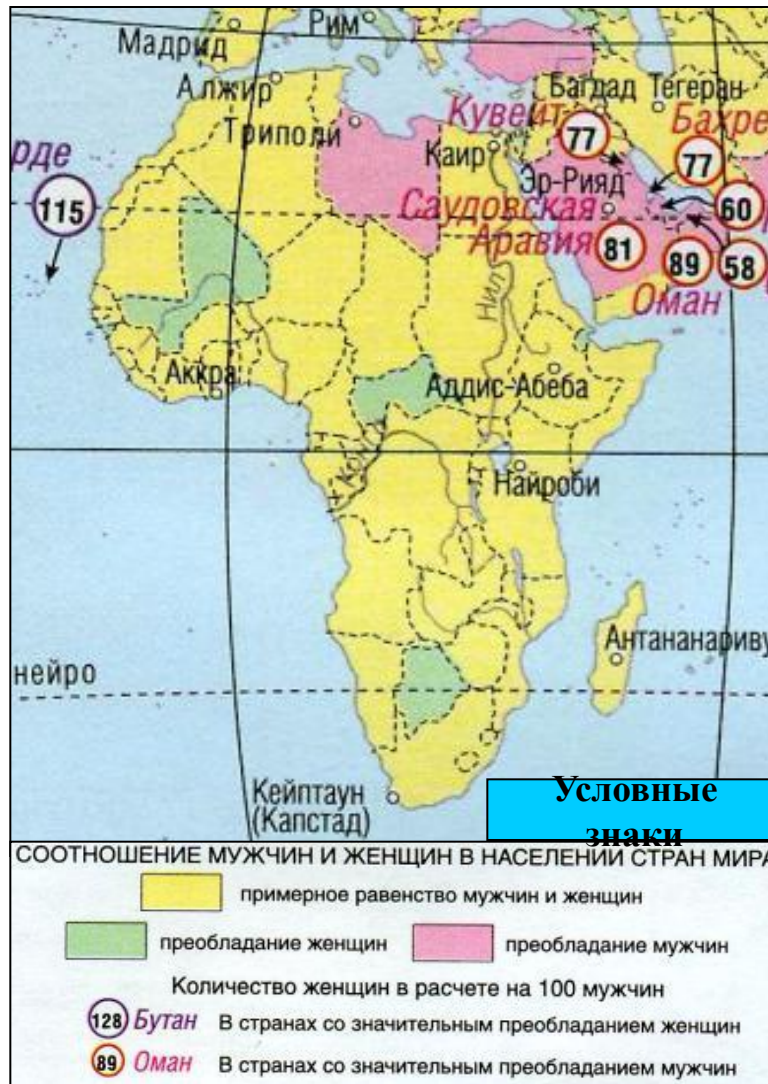 Рим
Мадрид
Алжир
Багдад Тегеран
Триполи
Кувейт
Бахре
рде
Каир
77
77
115
Эр-Рияд
60
Саудовская
Аравия
81
89
58
Оман
Нил
Аккра
Аддис-Абеба
Конго
Найроби
Антананариву
нейро
Кейптаун
(Капстад)
Условные
знаки
СООТНОШЕНИЕ МУЖЧИН И ЖЕНЩИН В НАСЕЛЕНИИ СТРАН МИРА
примерное равенство мужчин и женщин
преобладание женщин
преобладание мужчин
Количество женщин в расчете на 100 мужчин
128 Бутан В странах со значительным преобладанием женщин
89 Оман В странах со значительным преобладанием мужчин